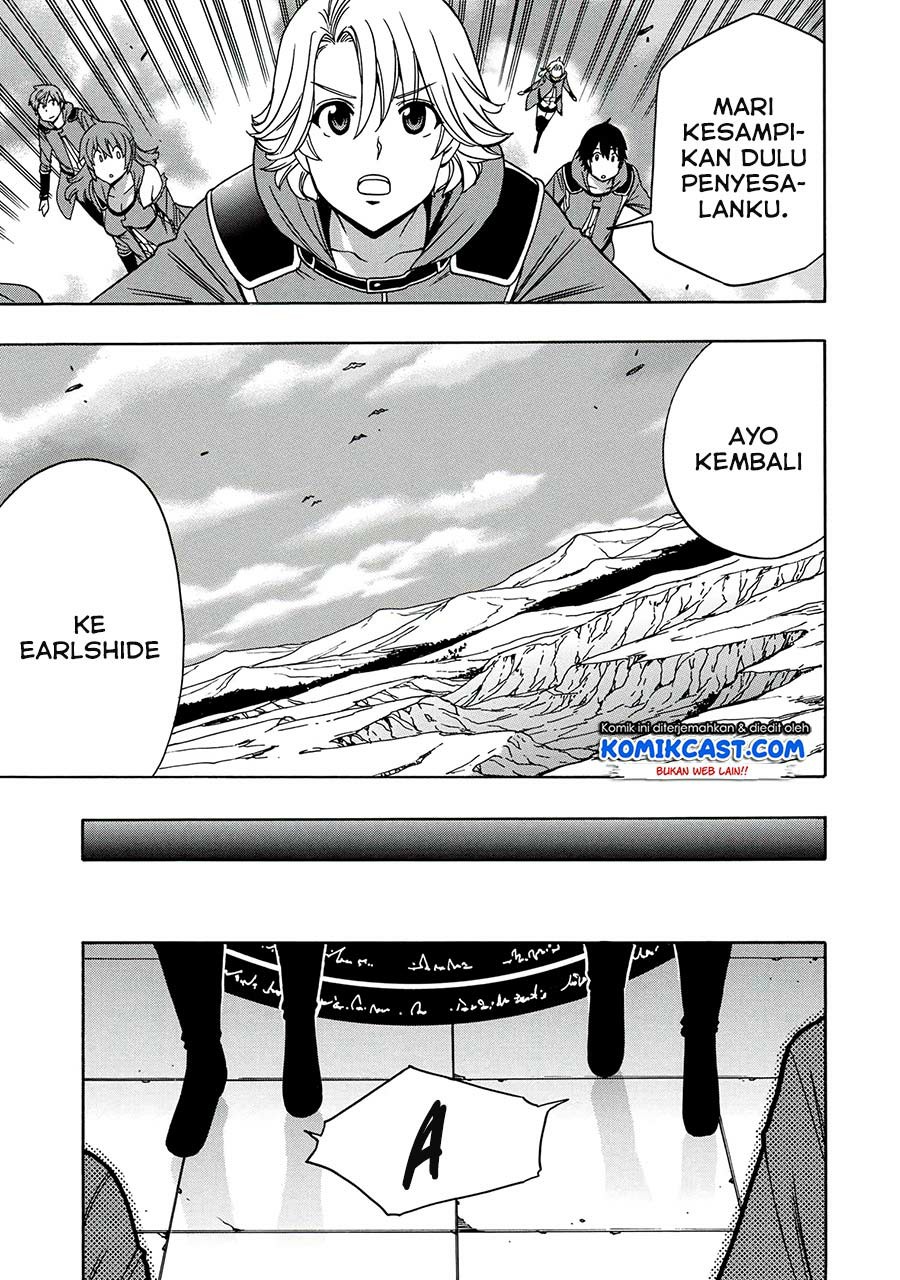 MARI
KESAMPI-
KAN DULU
PENYESA-
LANKU.
AYO
KEMBALI
KE
EARLSHIDE
Komik ini diterjemahkan & diedit oleh
KOMIKCAST.COM
BUKAN WEB LAIN!!
A